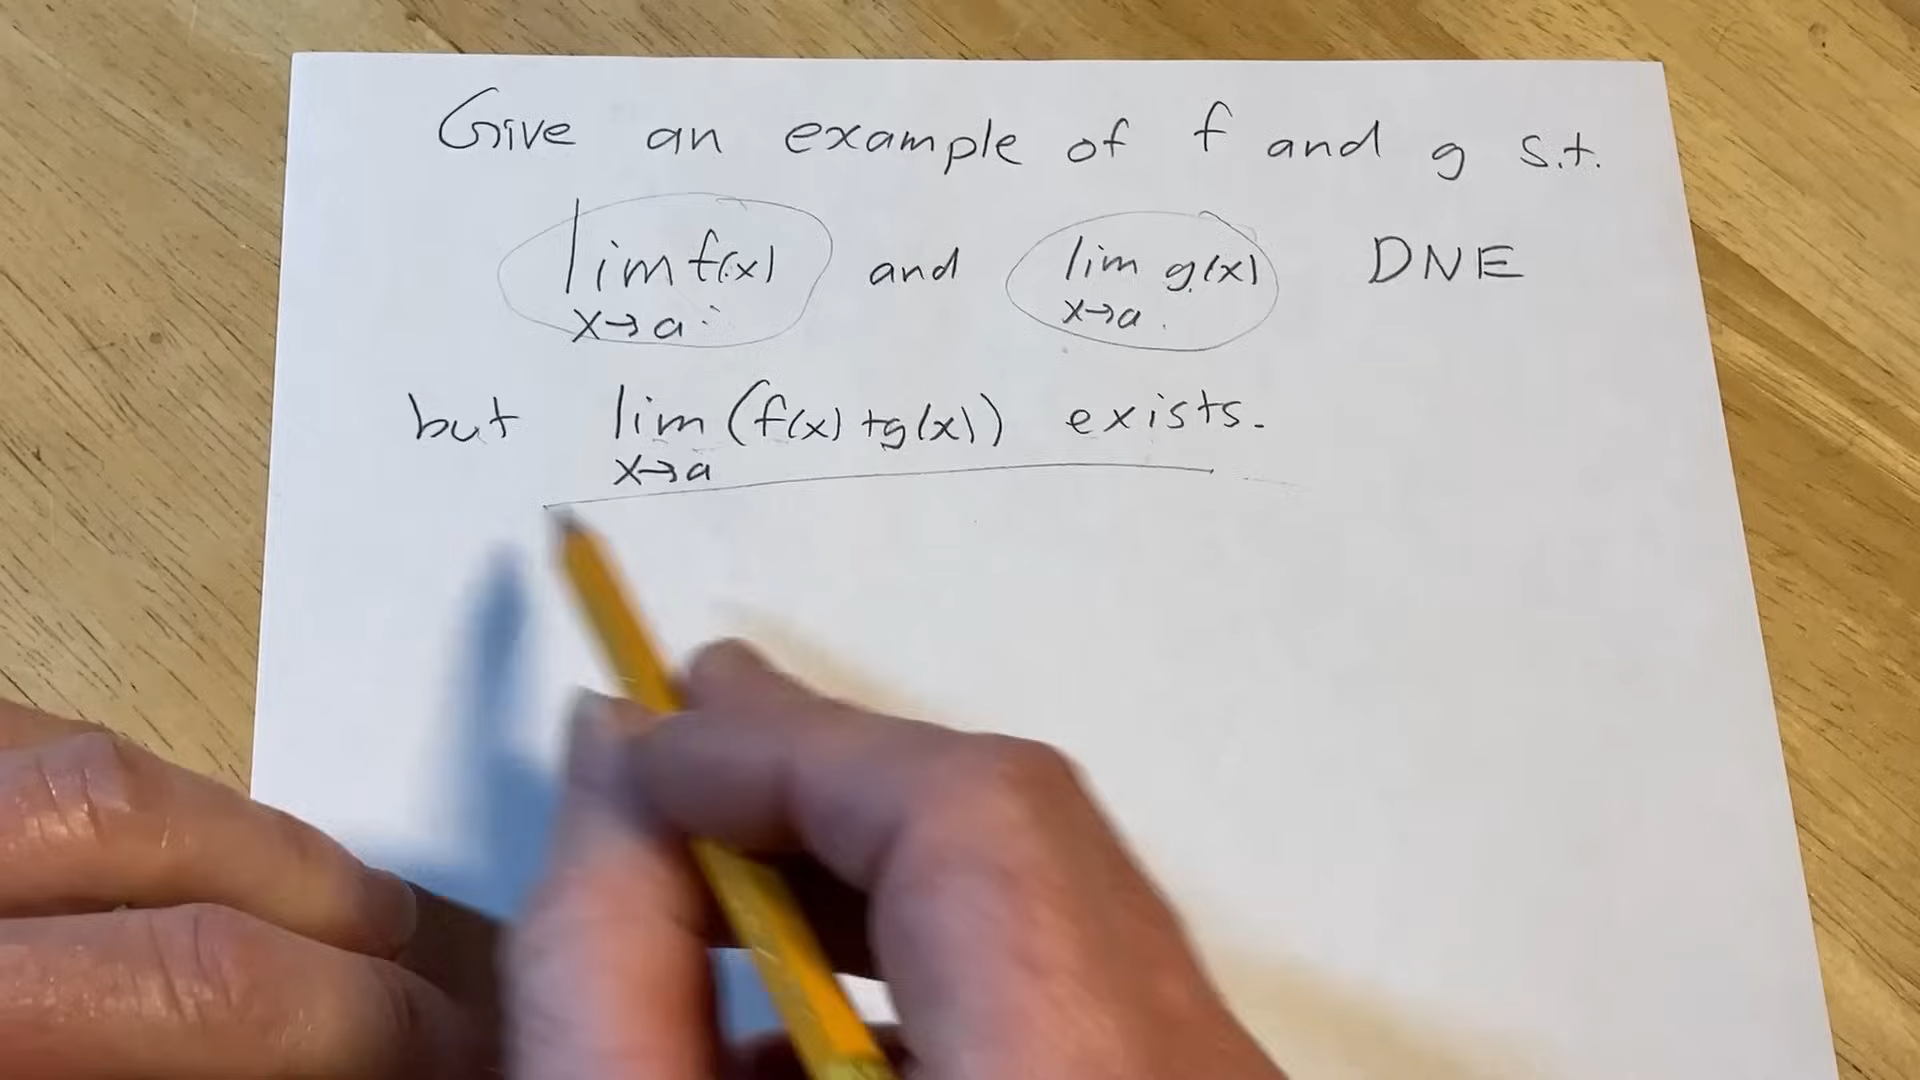 Give an example of f and g s.t.
lim f(x) and lim g(x) DNE
x→a x→a
but lim (f(x) + g(x)) exists.
x→a